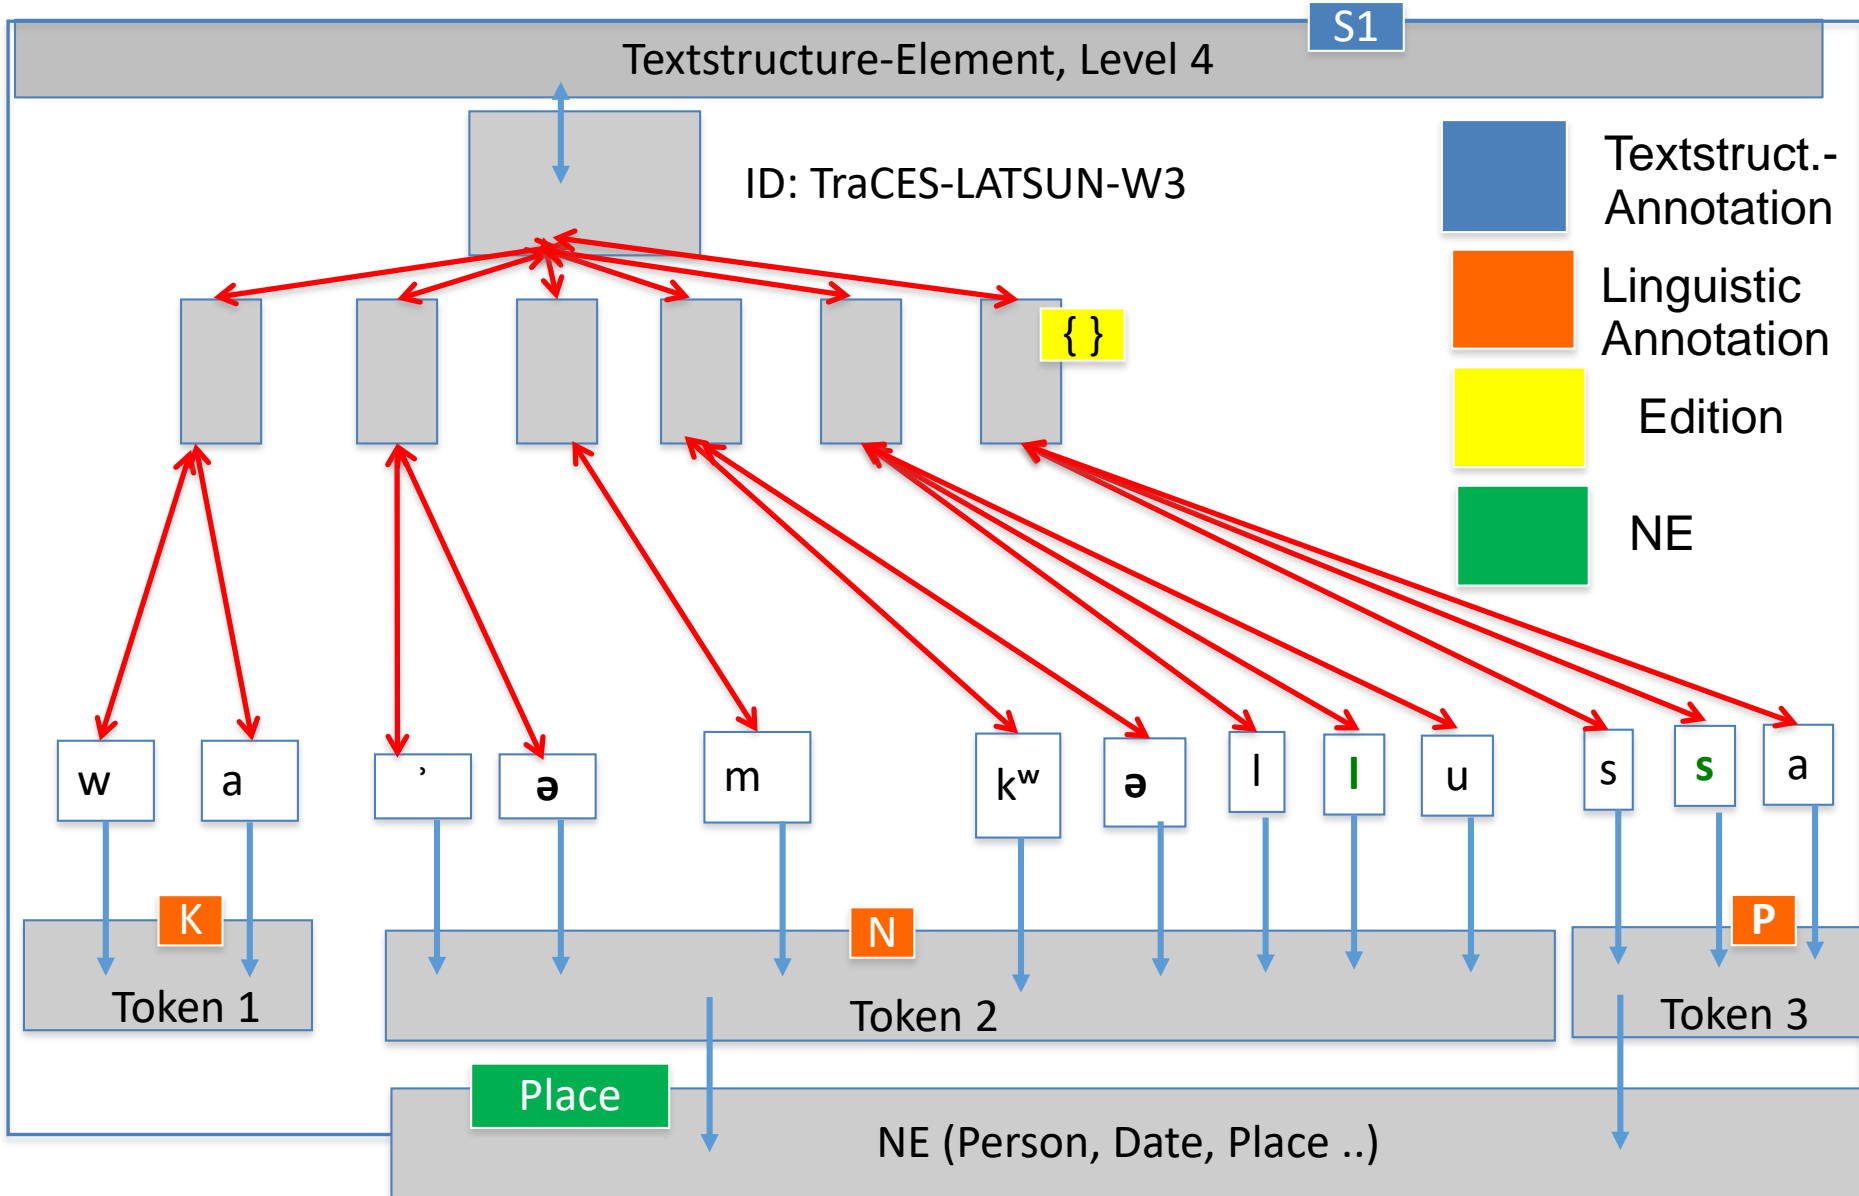 S1
Textstructure-Element, Level 4
ID: TraCES-LATSUN-W3
Textstruct.-
Annotation
Linguistic
Annotation
{ }
Edition
NE
w a ʾ ə m kʷ ə l l u s s a
K N P
Token 1 Token 2 Token 3
Place
NE (Person, Date, Place ..)